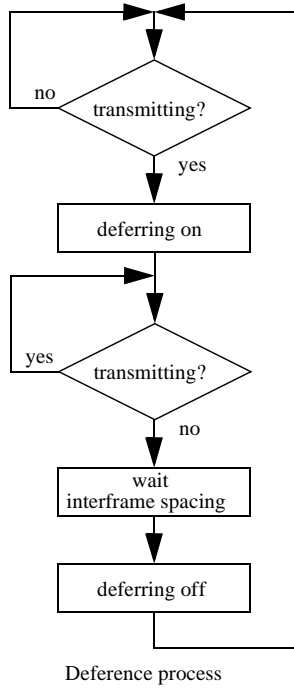 no
transmitting?
yes
deferring on
yes
transmitting?
no
wait
interframe spacing
deferring off
Deference process